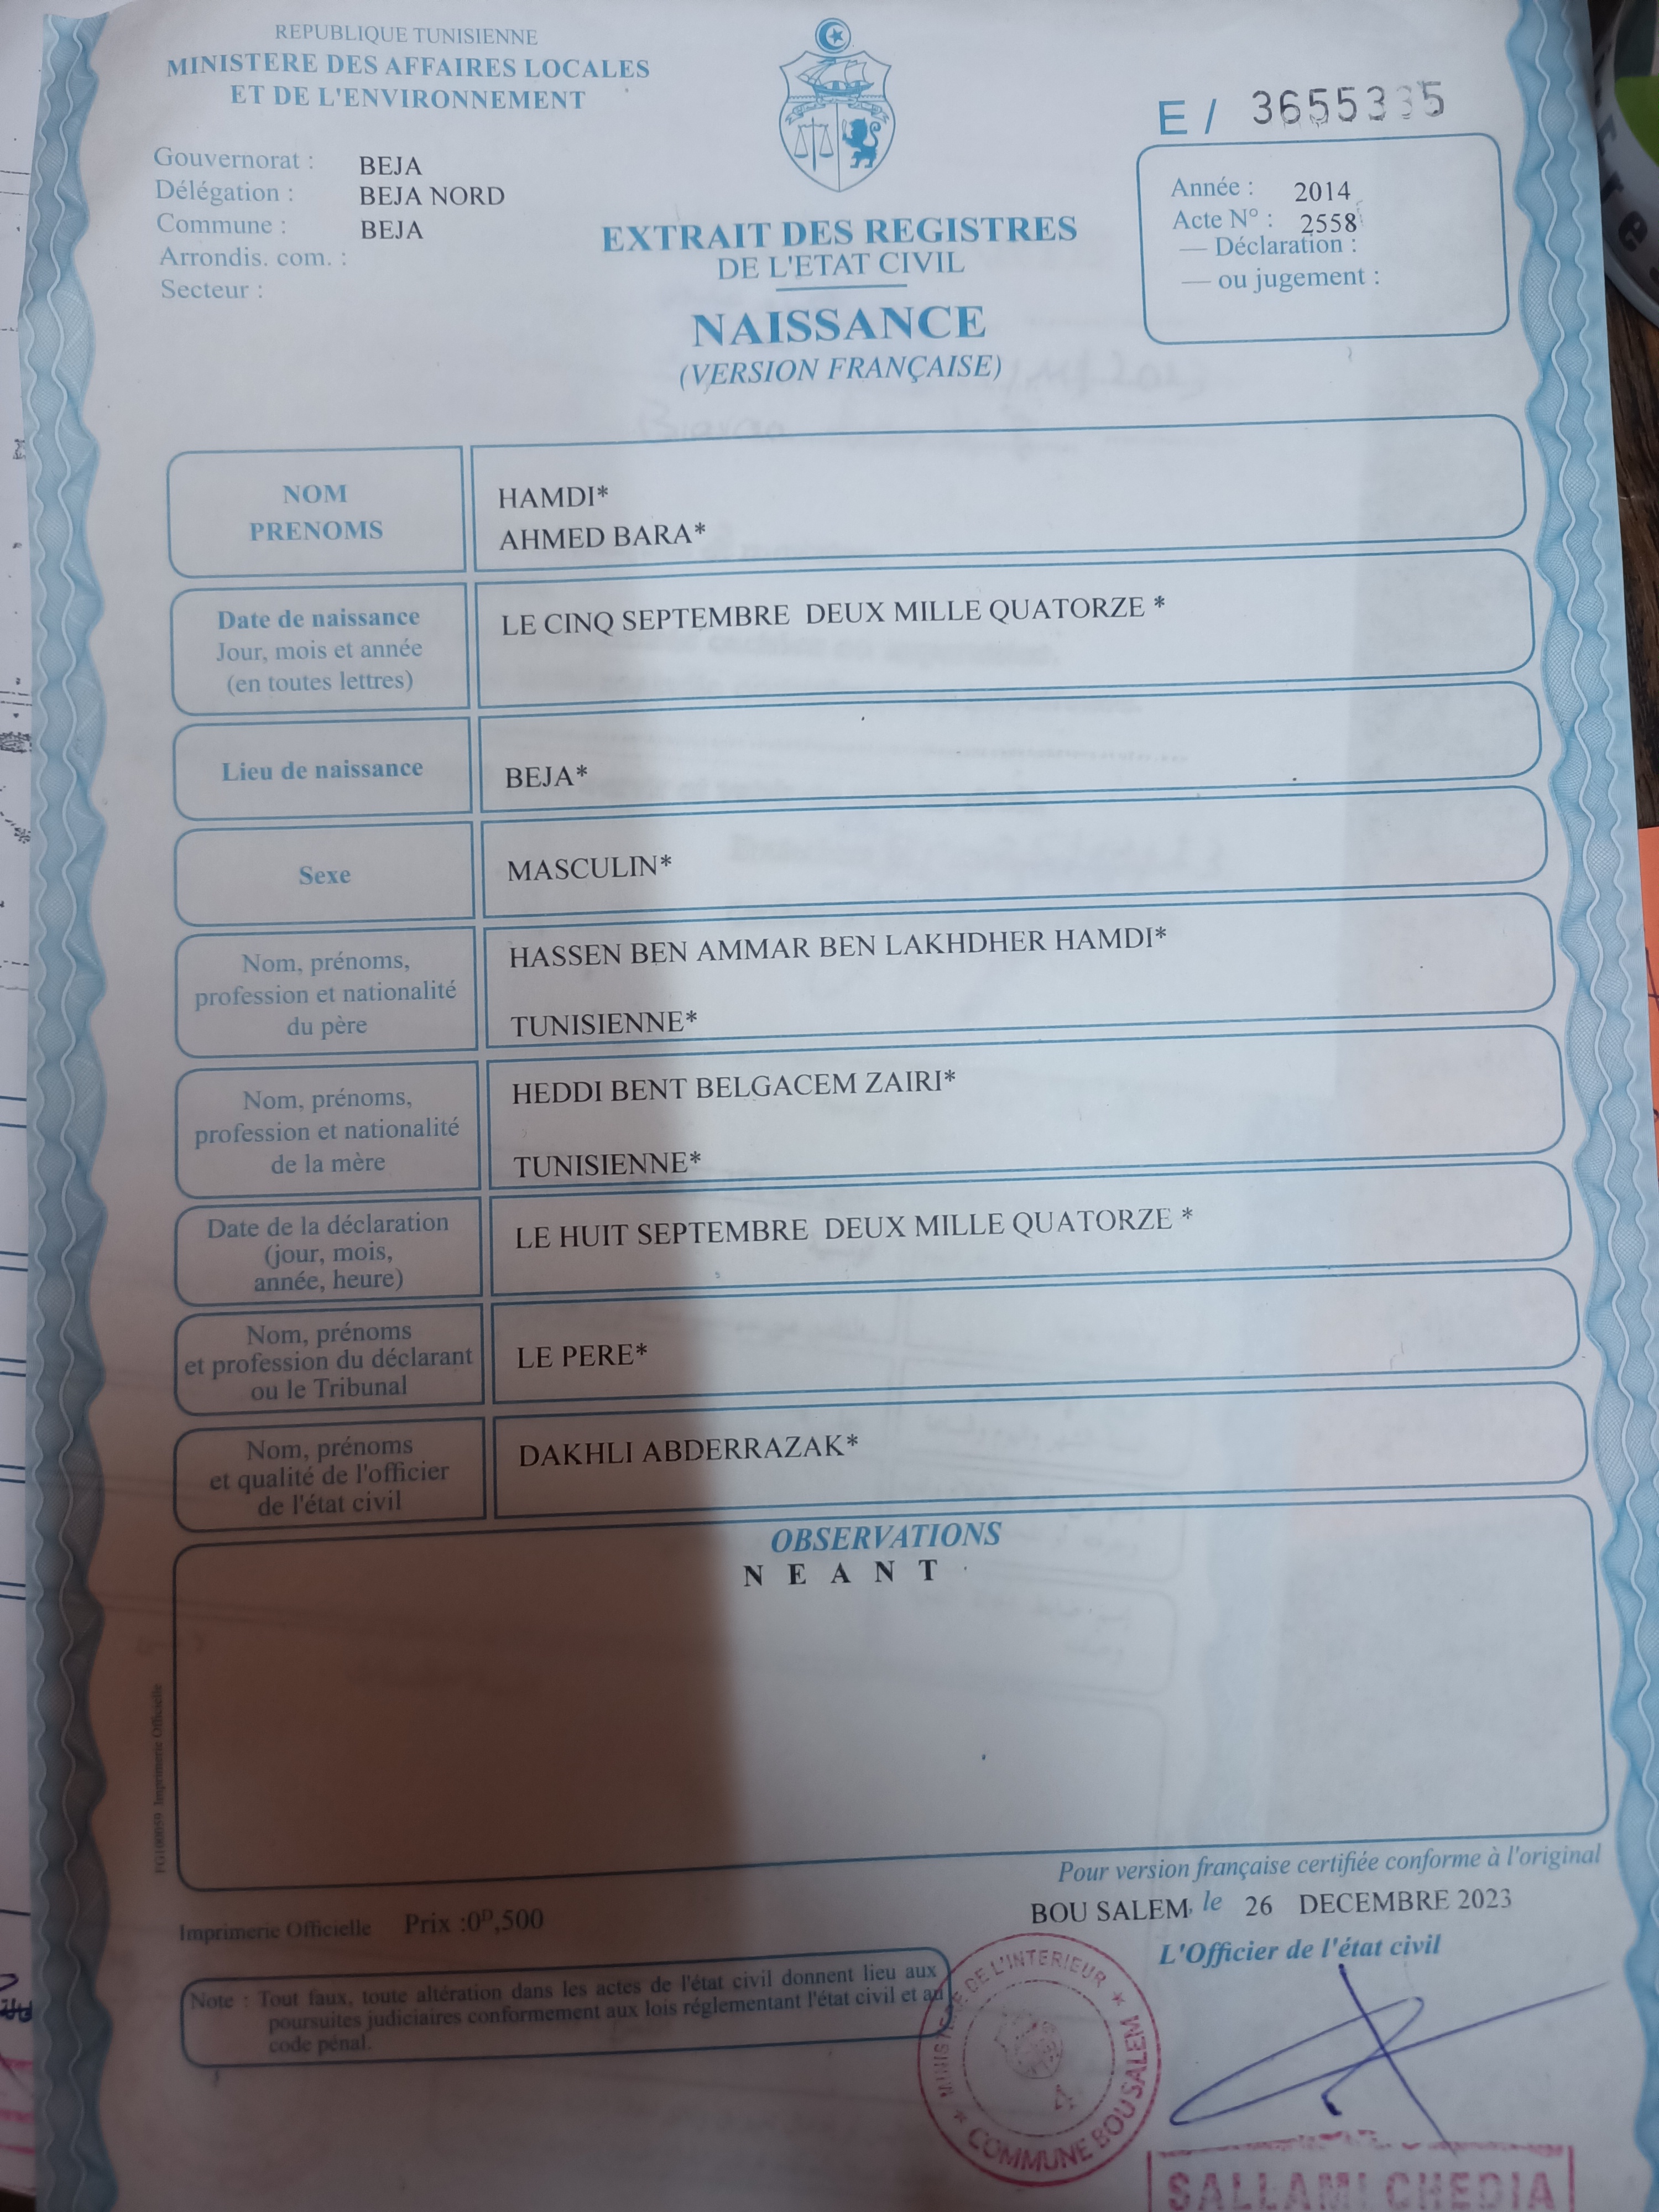 REPUBLIQUE TUNISIENNE
MINISTERE DES AFFAIRES LOCALES
ET DE L'ENVIRONNEMENT
Gouvernorat : BEJA
Délégation : BEJA NORD
Commune : BEJA
Arrondis. com. :
Secteur :
E /
Année : 2014
Acte N° : 2558
— Déclaration :
— ou jugement :
EXTRAIT DES REGISTRES
DE L'ETAT CIVIL
NAISSANCE
(VERSION FRANÇAISE)
NOM
PRENOMS
HAMDI*
AHMED BARA*
Date de naissance
Jour, mois et année
(en toutes lettres)
LE CINQ SEPTEMBRE DEUX MILLE QUATORZE *
Lieu de naissance
BEJA*
Sexe
MASCULIN*
Nom, prénoms,
profession et nationalité
du père
HASSEN BEN AMMAR BEN LAKHDHER HAMDI*
TUNISIENNE*
Nom, prénoms,
profession et nationalité
de la mère
HEDDI BENT BELGACEM ZAIRI*
TUNISIENNE*
Date de la déclaration
(jour, mois,
année, heure)
LE HUIT SEPTEMBRE DEUX MILLE QUATORZE *
Nom, prénoms
et profession du déclarant
ou le Tribunal
LE PERE*
Nom, prénoms
et qualité de l'officier
de l'état civil
DAKHLI ABDERRAZAK*
OBSERVATIONS
N E A N T
FG100059 Imprimerie Officielle
Pour version française certifiée conforme à l'original
BOU SALEM, le 26 DECEMBRE 2023
L'Officier de l'état civil
Imprimerie Officielle Prix :0ᴰ,500
Note : Tout faux, toute altération dans les actes de l'état civil donnent lieu aux
poursuites judiciaires conformement aux lois réglementant l'état civil et au
code pénal.
MINISTERE DE L'INTERIEUR
COMMUNE BOU SALEM
SALLAMI CHEDIA